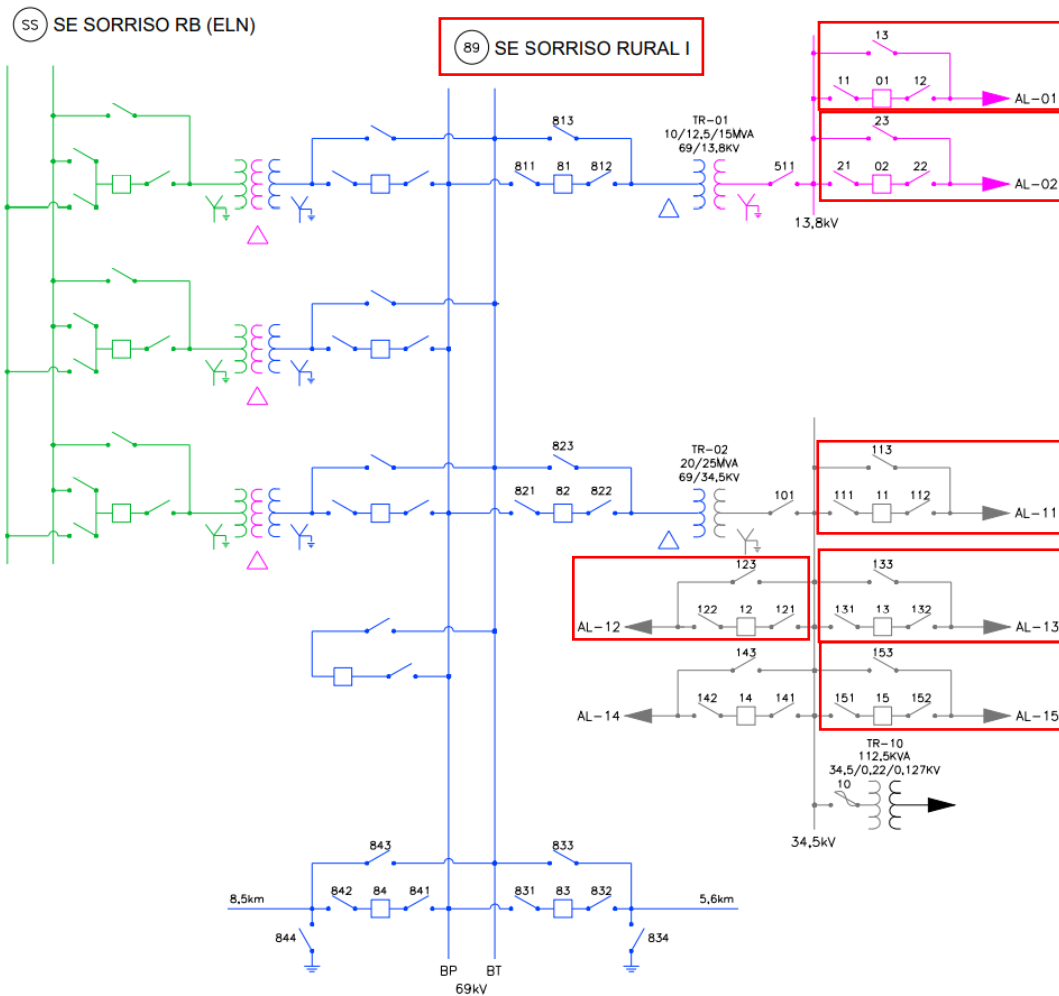 SS SE SORRISO RB (ELN)
89 SE SORRISO RURAL I
13
11 01 12
AL-01
813
TR-01
10/12,5/15MVA
69/13,8KV
23
811 81 812
511
21 02 22
AL-02
13,8kV
823
TR-02
20/25MVA
69/34,5KV
113
821 82 822
101
111 11 112
AL-11
123
133
AL-12
122 12 121
131 13 132
AL-13
143
153
AL-14
142 14 141
151 15 152
AL-15
TR-10
112,5KVA
34,5/0,22/0,127KV
10
34,5kV
843
833
8,5km
842 84 841
831 83 832
5,6km
844
834
BP BT
69kV